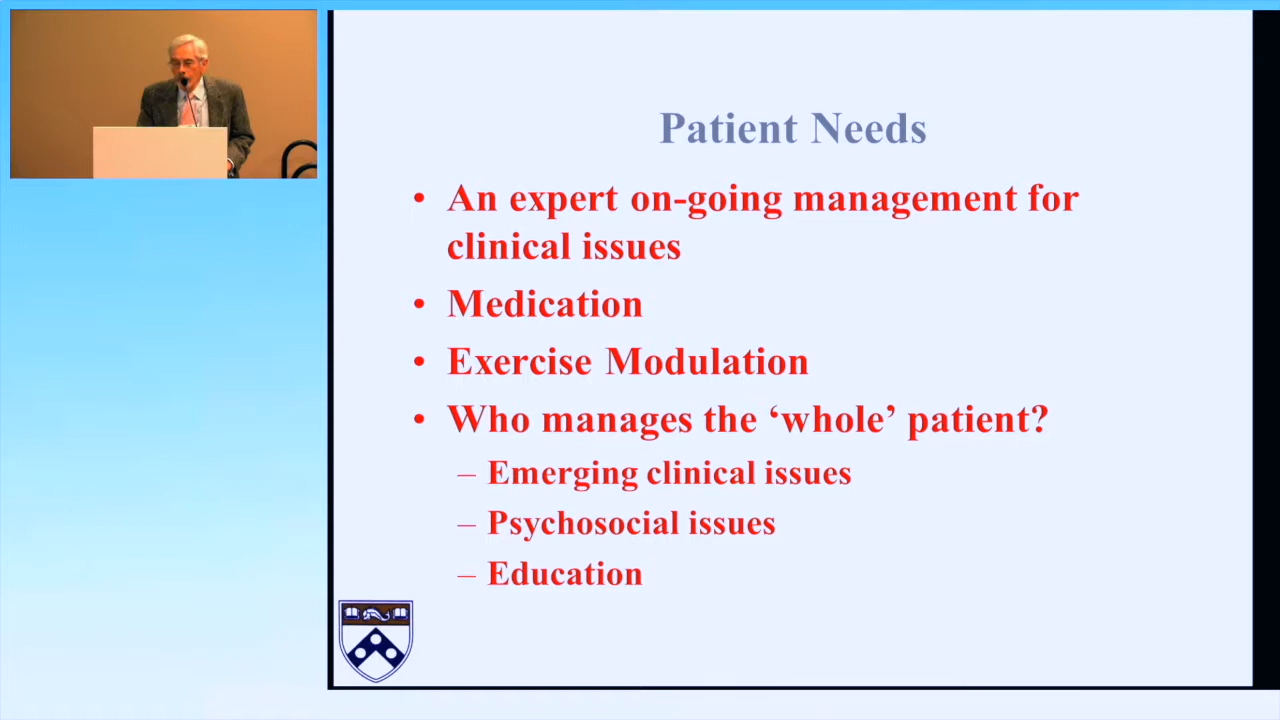 Patient Needs
• An expert on-going management for
clinical issues
• Medication
• Exercise Modulation
• Who manages the ‘whole’ patient?
– Emerging clinical issues
– Psychosocial issues
– Education